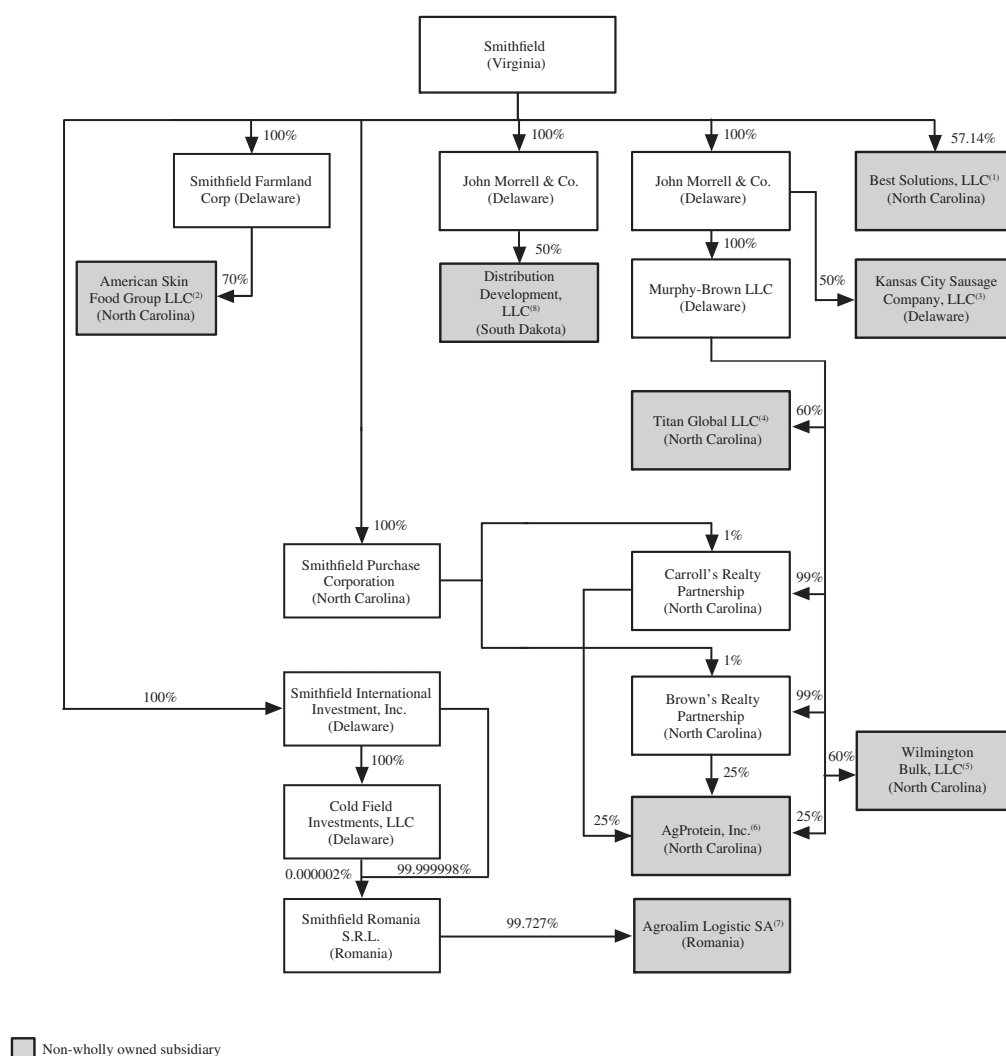 Smithfield
(Virginia)
100%
100%
100%
57.14%
Smithfield Farmland
Corp (Delaware)
John Morrell & Co.
(Delaware)
John Morrell & Co.
(Delaware)
Best Solutions, LLC(1)
(North Carolina)
70%
50%
100%
50%
American Skin
Food Group LLC(2)
(North Carolina)
Distribution
Development,
LLC(8)
(South Dakota)
Murphy-Brown LLC
(Delaware)
Kansas City Sausage
Company, LLC(3)
(Delaware)
60%
Titan Global LLC(4)
(North Carolina)
100%
1%
Smithfield Purchase
Corporation
(North Carolina)
Carroll's Realty
Partnership
(North Carolina)
99%
1%
100%
Smithfield International
Investment, Inc.
(Delaware)
Brown's Realty
Partnership
(North Carolina)
99%
100%
25%
60%
Wilmington
Bulk, LLC(5)
(North Carolina)
Cold Field
Investments, LLC
(Delaware)
25%
AgProtein, Inc.(6)
(North Carolina)
25%
0.000002%
99.999998%
Smithfield Romania
S.R.L.
(Romania)
99.727%
Agroalim Logistic SA(7)
(Romania)
Non-wholly owned subsidiary